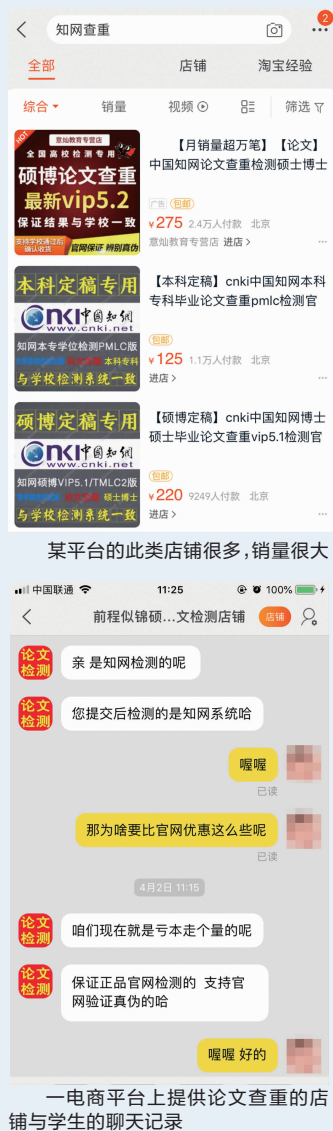 知网查重
2
全部
店铺
淘宝经验
综合
销量
视频
筛选
HOT
意灿教育专营店
全国高校检测专用
硕博论文查重
最新vip5.2
保证结果与学校一致
支持学校通过后
确认收货
官网保证 辨别真伪
【月销量超万笔】【论文】
中国知网论文查重检测硕士博士
广告
包邮
¥275 2.4万人付款 北京
意灿教育专营店 进店>
本科定稿专用
cnki中国知网
www.cnki.net
知网本专学位检测PMLC版
本科专科
与学校检测系统一致
【本科定稿】cnki中国知网本科
专科毕业论文查重pmlc检测官
包邮
¥125 1.1万人付款 北京
进店>
硕博定稿专用
cnki中国知网
www.cnki.net
知网硕博VIP5.1/TMLC2版
硕士博士
与学校检测系统一致
【硕博定稿】cnki中国知网博士
硕士毕业论文查重vip5.1检测官
包邮
¥220 9249人付款 北京
进店>
某平台的此类店铺很多,销量很大
中国联通
11:25
100%
前程似锦硕...文检测店铺
店铺
论文
检测
亲 是知网检测的呢
论文
检测
您提交后检测的是知网系统哈
喔喔
已读
那为啥要比官网优惠这么些呢
已读
4月2日 11:15
论文
检测
咱们现在就是亏本走个量的呢
论文
检测
保证正品官网检测的 支持官
网验证真伪的哈
喔喔 好的
一电商平台上提供论文查重的店
铺与学生的聊天记录